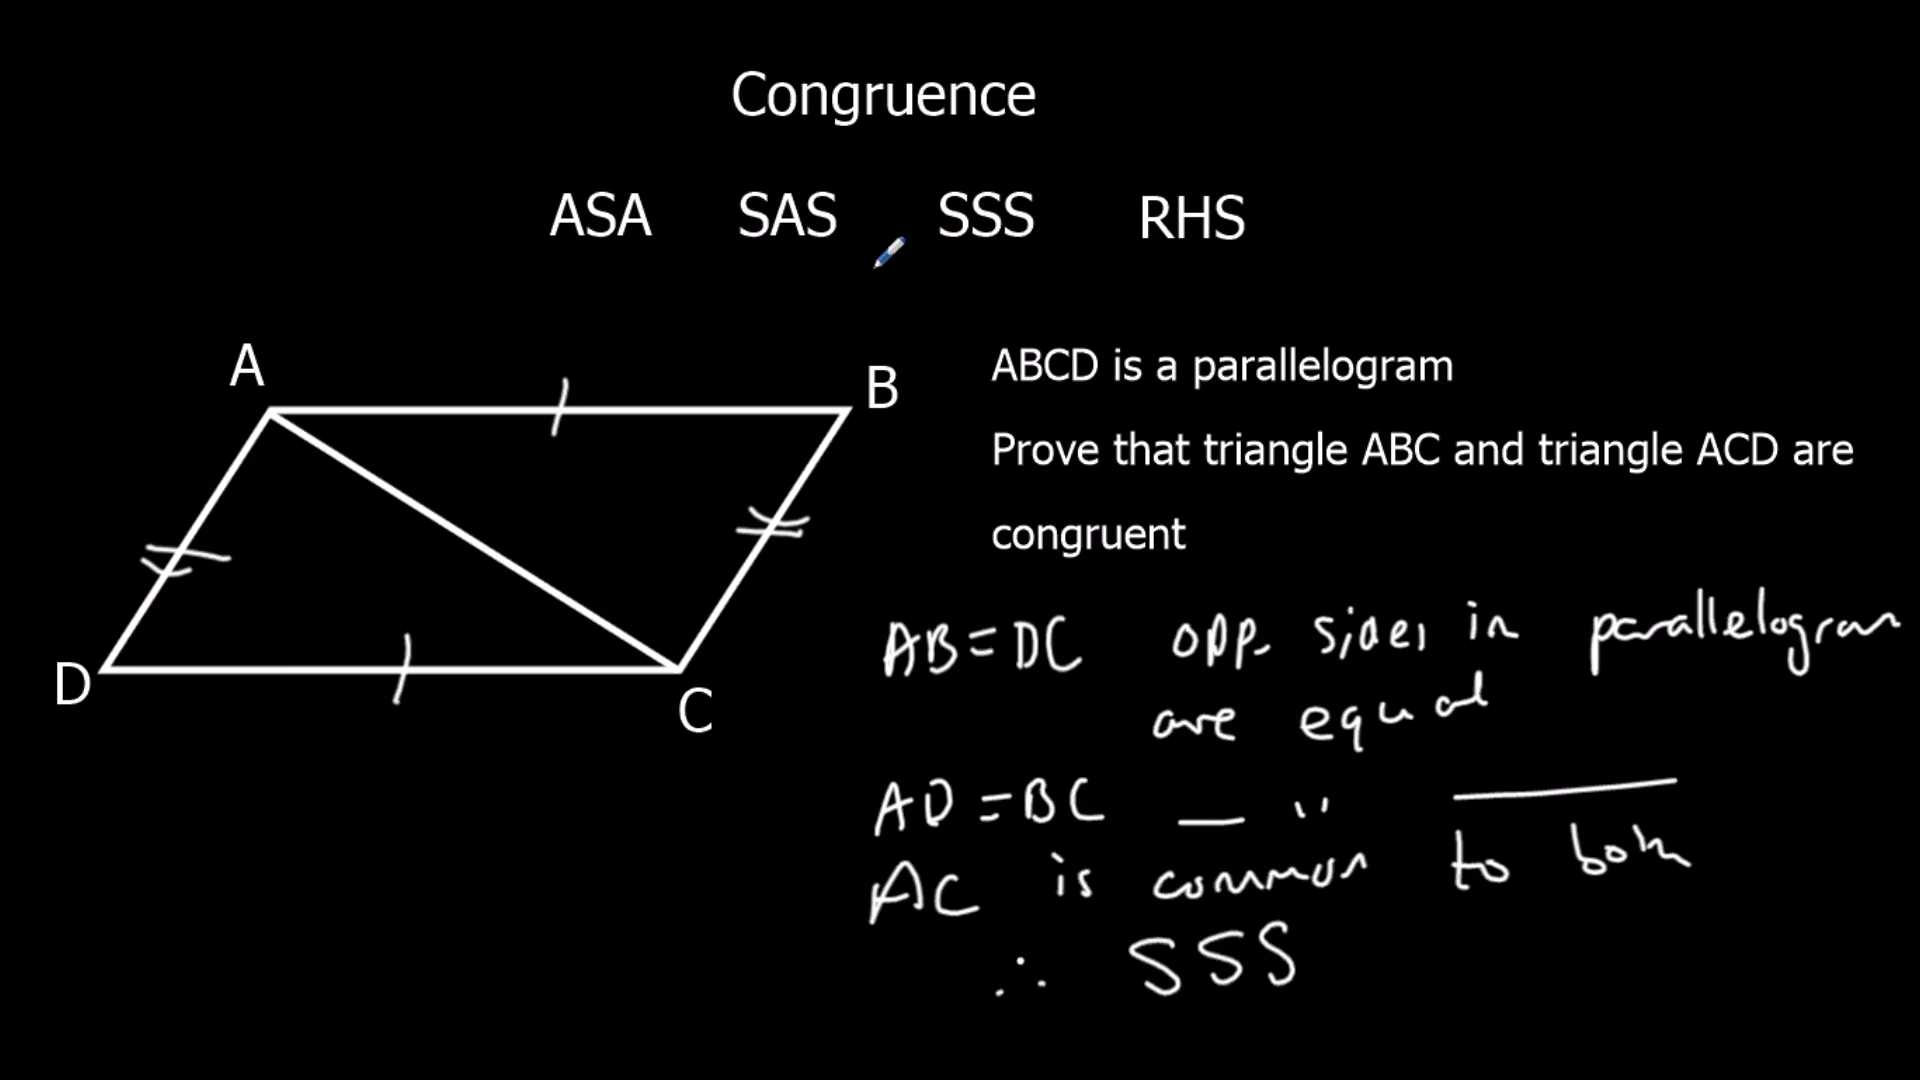 Congruence
ASA SAS SSS RHS
A
B
D
C
ABCD is a parallelogram
Prove that triangle ABC and triangle ACD are
congruent
AB = DC opp. sides in parallelogram
are equal
AD = BC — " —
AC is common to both
∴ SSS